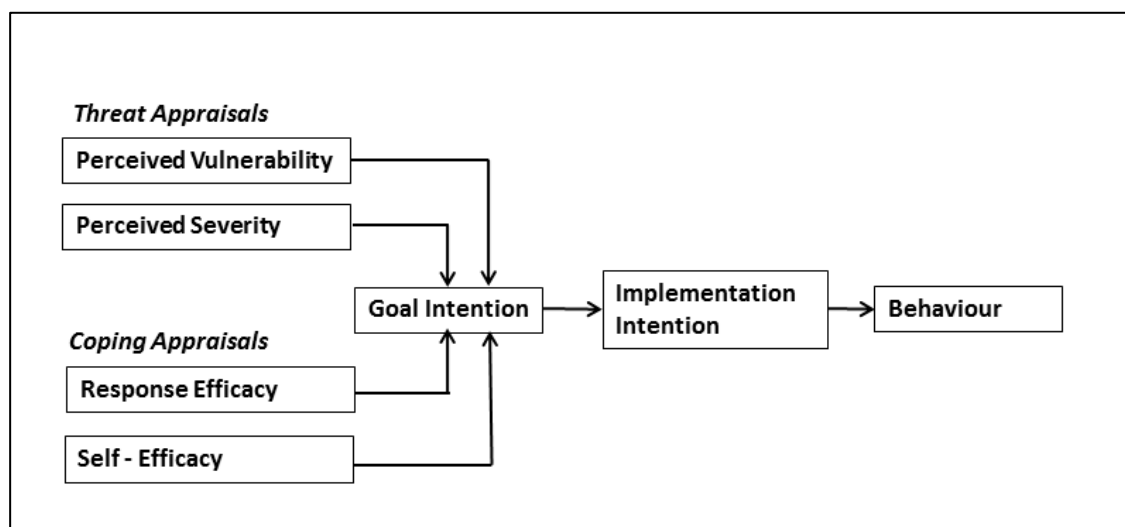 Threat Appraisals
Perceived Vulnerability
Perceived Severity
Goal Intention
Implementation
Intention
Behaviour
Coping Appraisals
Response Efficacy
Self - Efficacy